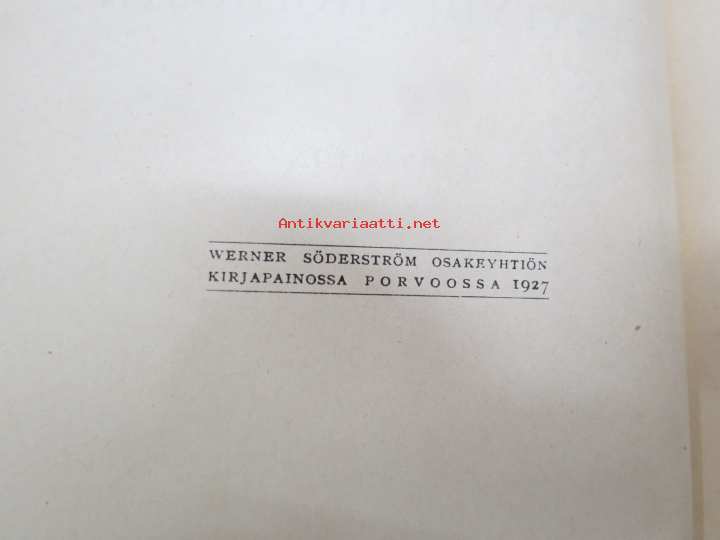 Antikvariaatti.net
WERNER SÖDERSTRÖM OSAKEYHTIÖN
KIRJAPAINOSSA PORVOOSSA 1927